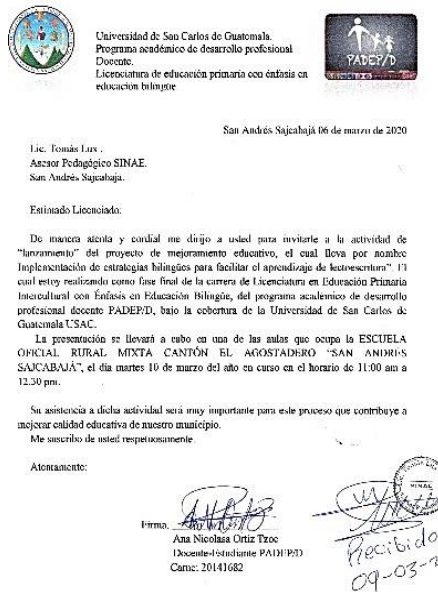 Universidad de San Carlos de Guatemala.
Programa académico de desarrollo profesional
Docente.
Licenciatura de educación primaria con énfasis en
educación bilingüe
PADEP/D
San Andrés Sajcabajá 06 de marzo de 2020
Lic. Tomás Lux .
Asesor Pedagógico SINAE.
San Andrés Sajcabaja.
Estimado Licenciado:
De manera atenta y cordial me dirijo a usted para invitarle a la actividad de
“lanzamiento” del proyecto de mejoramiento educativo, el cual lleva por nombre
Implementación de estrategias bilingües para facilitar el aprendizaje de lectoescritura”. El
cual estoy realizando como fase final de la carrera de Licenciatura en Educación Primaria
Intercultural con Énfasis en Educación Bilingüe, del programa académico de desarrollo
profesional docente PADEP/D, bajo la cobertura de la Universidad de San Carlos de
Guatemala USAC.
La presentación se llevará a cabo en una de las aulas que ocupa la ESCUELA
OFICIAL RURAL MIXTA CANTÓN EL AGOSTADERO “SAN ANDRES
SAJCABAJÁ”, el día martes 10 de marzo del año en curso en el horario de 11:00 am a
12.30 pm.
Su asistencia a dicha actividad será muy importante para este proceso que contribuye a
mejorar calidad educativa de nuestro municipio.
Me suscribo de usted respetuosamente.
Atentamente:
Firma.
Ana Nicolasa Ortiz Tzoc
Docente-Estudiante PADEP/D
Carne: 20141682
SINAE
Recibido
09-03-